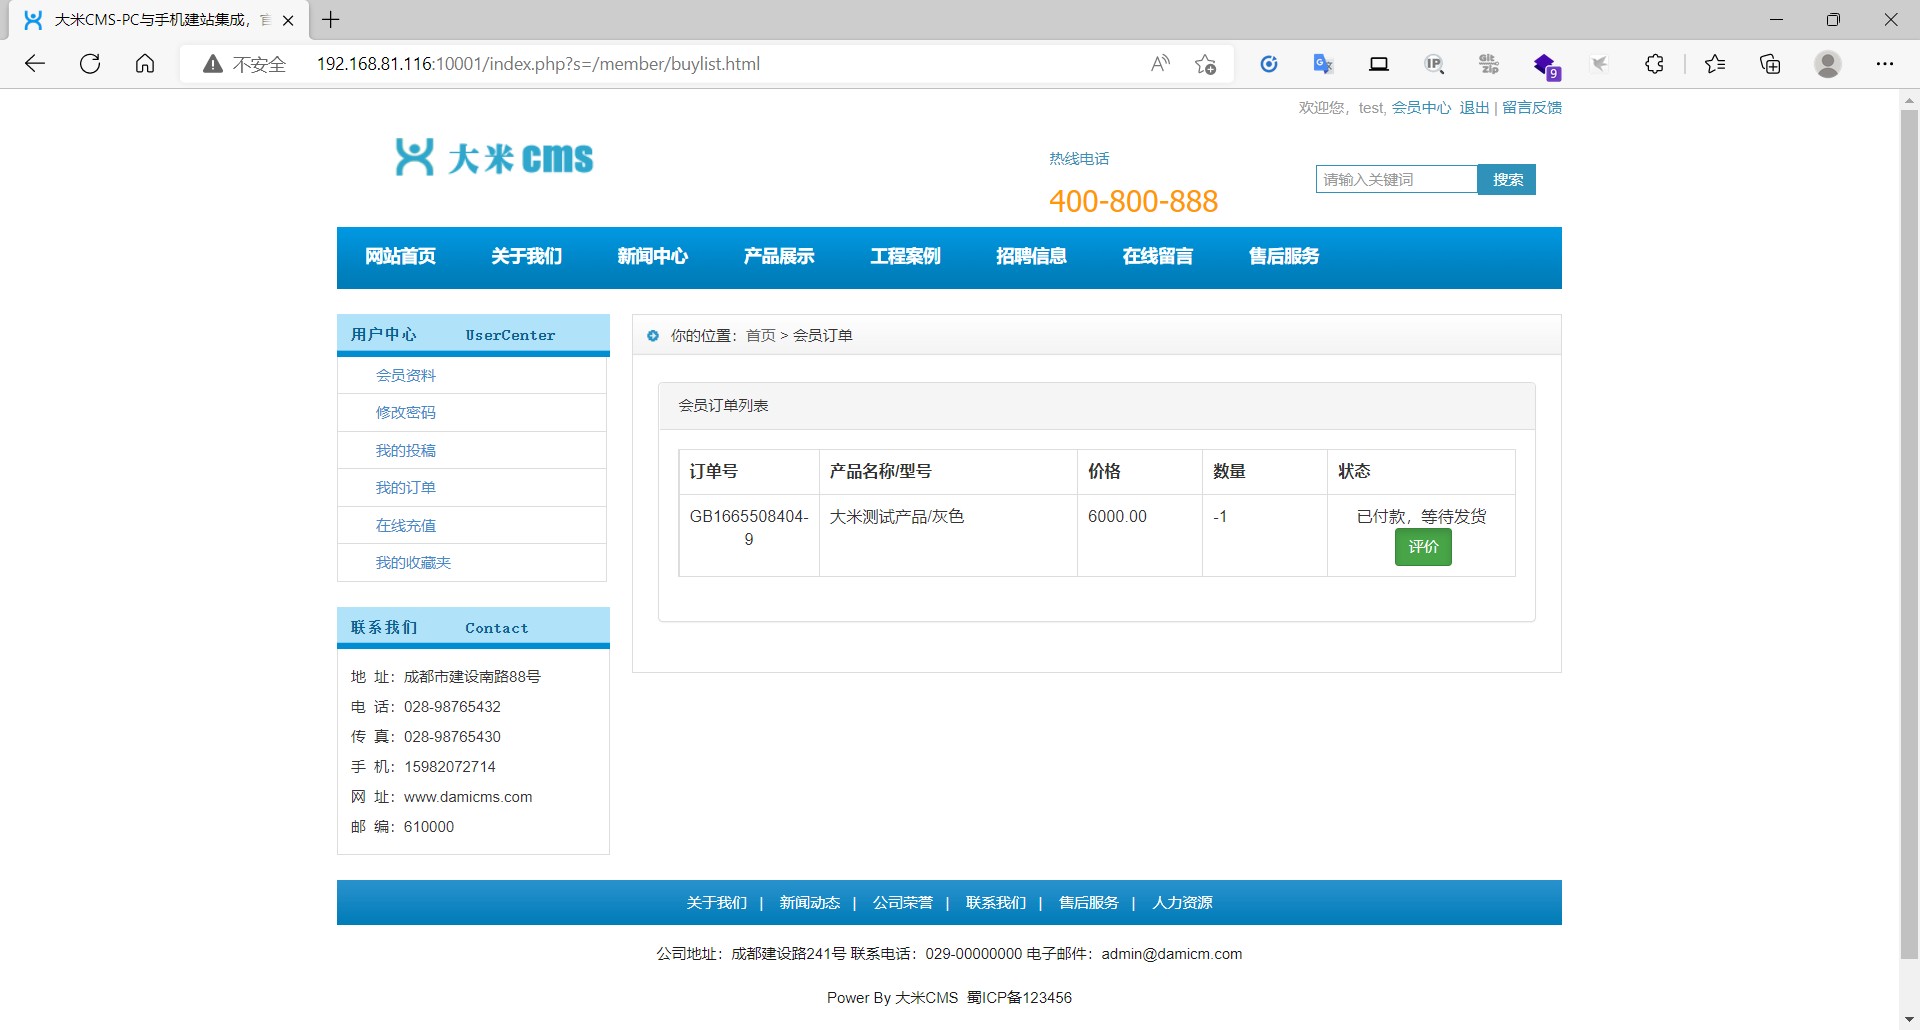 大米CMS-PC与手机建站集成，
不安全 192.168.81.116:10001/index.php?s=/member/buylist.html
9
欢迎您，test, 会员中心 退出 | 留言反馈
大米cms
热线电话
400-800-888
请输入关键词 搜索
网站首页 关于我们 新闻中心 产品展示 工程案例 招聘信息 在线留言 售后服务
用户中心 UserCenter
会员资料
修改密码
我的投稿
我的订单
在线充值
我的收藏夹
你的位置：首页 > 会员订单
会员订单列表
订单号 产品名称/型号 价格 数量 状态
GB1665508404-9 大米测试产品/灰色 6000.00 -1 已付款，等待发货
评价
联系我们 Contact
地 址：成都市建设南路88号
电 话：028-98765432
传 真：028-98765430
手 机：15982072714
网 址：www.damicms.com
邮 编：610000
关于我们 | 新闻动态 | 公司荣誉 | 联系我们 | 售后服务 | 人力资源
公司地址：成都建设路241号 联系电话：029-00000000 电子邮件：admin@damicm.com
Power By 大米CMS 蜀ICP备123456